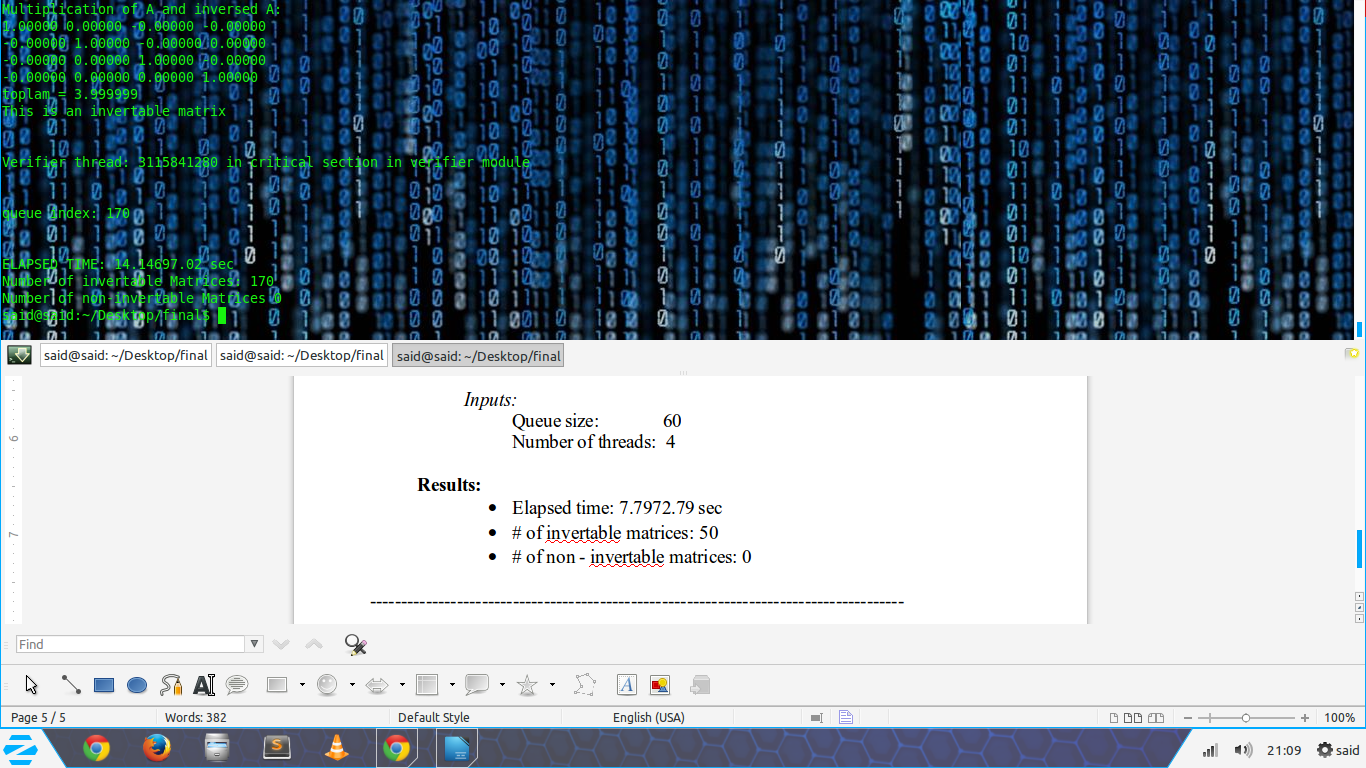 Multiplication of A and inversed A:
1.00000 0.00000 -0.00000 -0.00000
-0.00000 1.00000 -0.00000 0.00000
-0.00000 0.00000 1.00000 -0.00000
-0.00000 0.00000 0.00000 1.00000
toplam = 3.999999
This is an invertable matrix
Verifier thread: 3115841280 in critical section in verifier module
queue index: 170
ELAPSED TIME: 14.14697.02 sec
Number of invertable Matrices: 170
Number of non-invertable Matrices 0
said@said:~/Desktop/final$
said@said: ~/Desktop/final said@said: ~/Desktop/final said@said: ~/Desktop/final
Inputs:
Queue size: 60
Number of threads: 4
6
Results:
Elapsed time: 7.7972.79 sec
7
# of invertable matrices: 50
# of non - invertable matrices: 0
--------------------------------------------------------------------------------------
Find
Page 5 / 5 Words: 382 Default Style English (USA) 100%
21:09 said